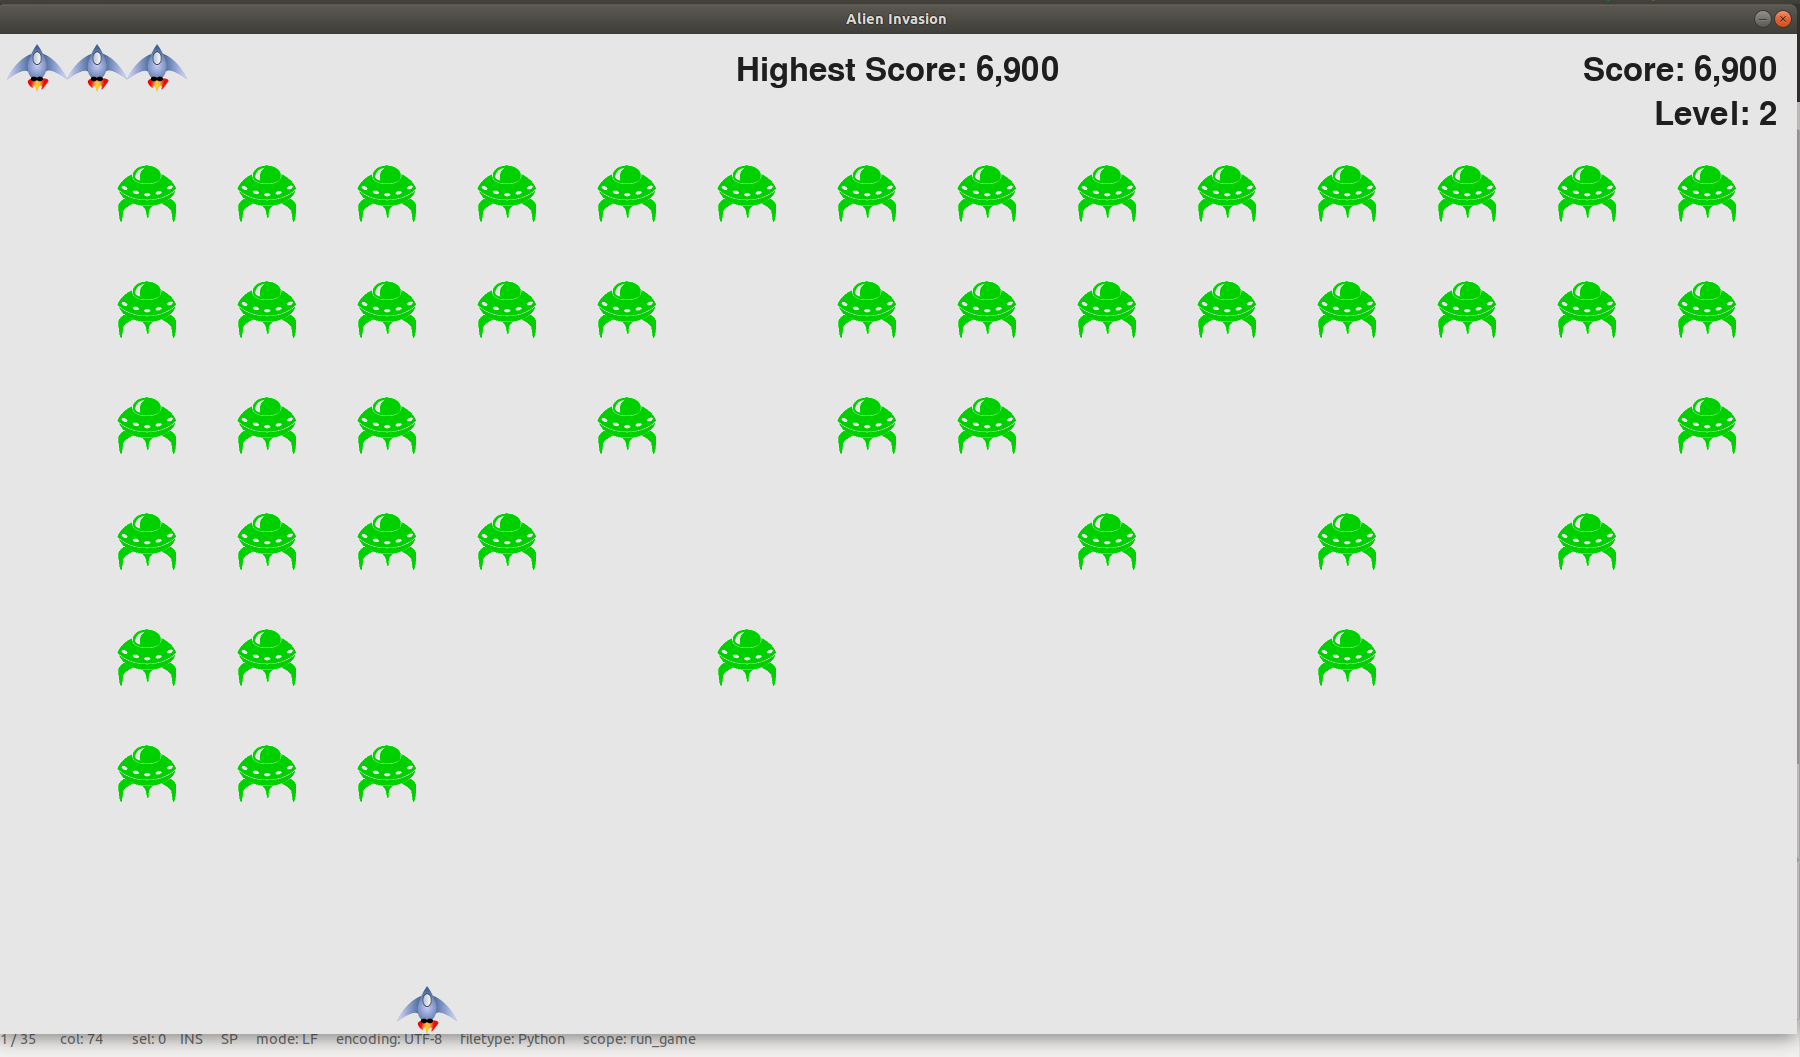 Alien Invasion
Highest Score: 6,900
Score: 6,900
Level: 2
1 / 35 col: 74 sel: 0 INS SP mode: LF encoding: UTF-8 filetype: Python scope: run_game